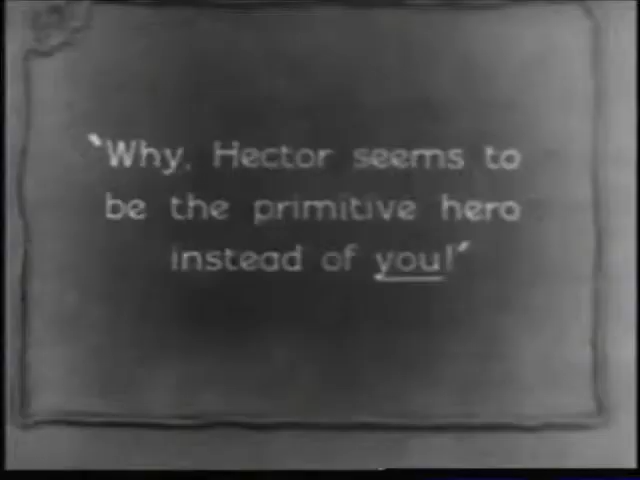 "Why, Hector seems to
be the primitive hero
instead of you!"